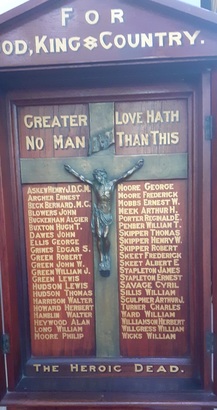 FOR
OD, KING & COUNTRY.
GREATER LOVE HATH
NO MAN THAN THIS
ASKEW HENRY J.D.C.M.
ARCHER ERNEST
BECK BERNARD. M.C.
BLOWERS JOHN
BUCKENHAM ALGIER
BUXTON HUGH T.
DAWES JOHN
ELLIS GEORGE
GRIMES EDGAR S.
GREEN ROBERT
GREEN JOHN W.
GREEN WILLIAM J.
GREEN LEWIS
HUDSON LEWIS
HUDSON THOMAS
HARRISON WALTER
HOWARD HERBERT
HAMBLIN WALTER
HEYWOOD ALAN
LONG WILLIAM
MOORE PHILIP
MOORE GEORGE
MOORE FREDERICK
MOBBS ERNEST W.
MEEK ARTHUR H.
PORTER REGINALD E.
PEMBER WILLIAM T.
SKIPPER THOMAS
SKIPPER HENRY W.
SKIPPER ROBERT
SKEET FREDERICK
SKEET ALBERT E.
STAPLETON JAMES
STAPLETON ERNEST
SAVAGE CYRIL
SILLIS WILLIAM
SCULPHER ARTHUR J.
TURNER CHARLES
WARD WILLIAM
WILLIAMSON HERBERT
WILLGRESS WILLIAM
WICKS WILLIAM
THE HEROIC DEAD.